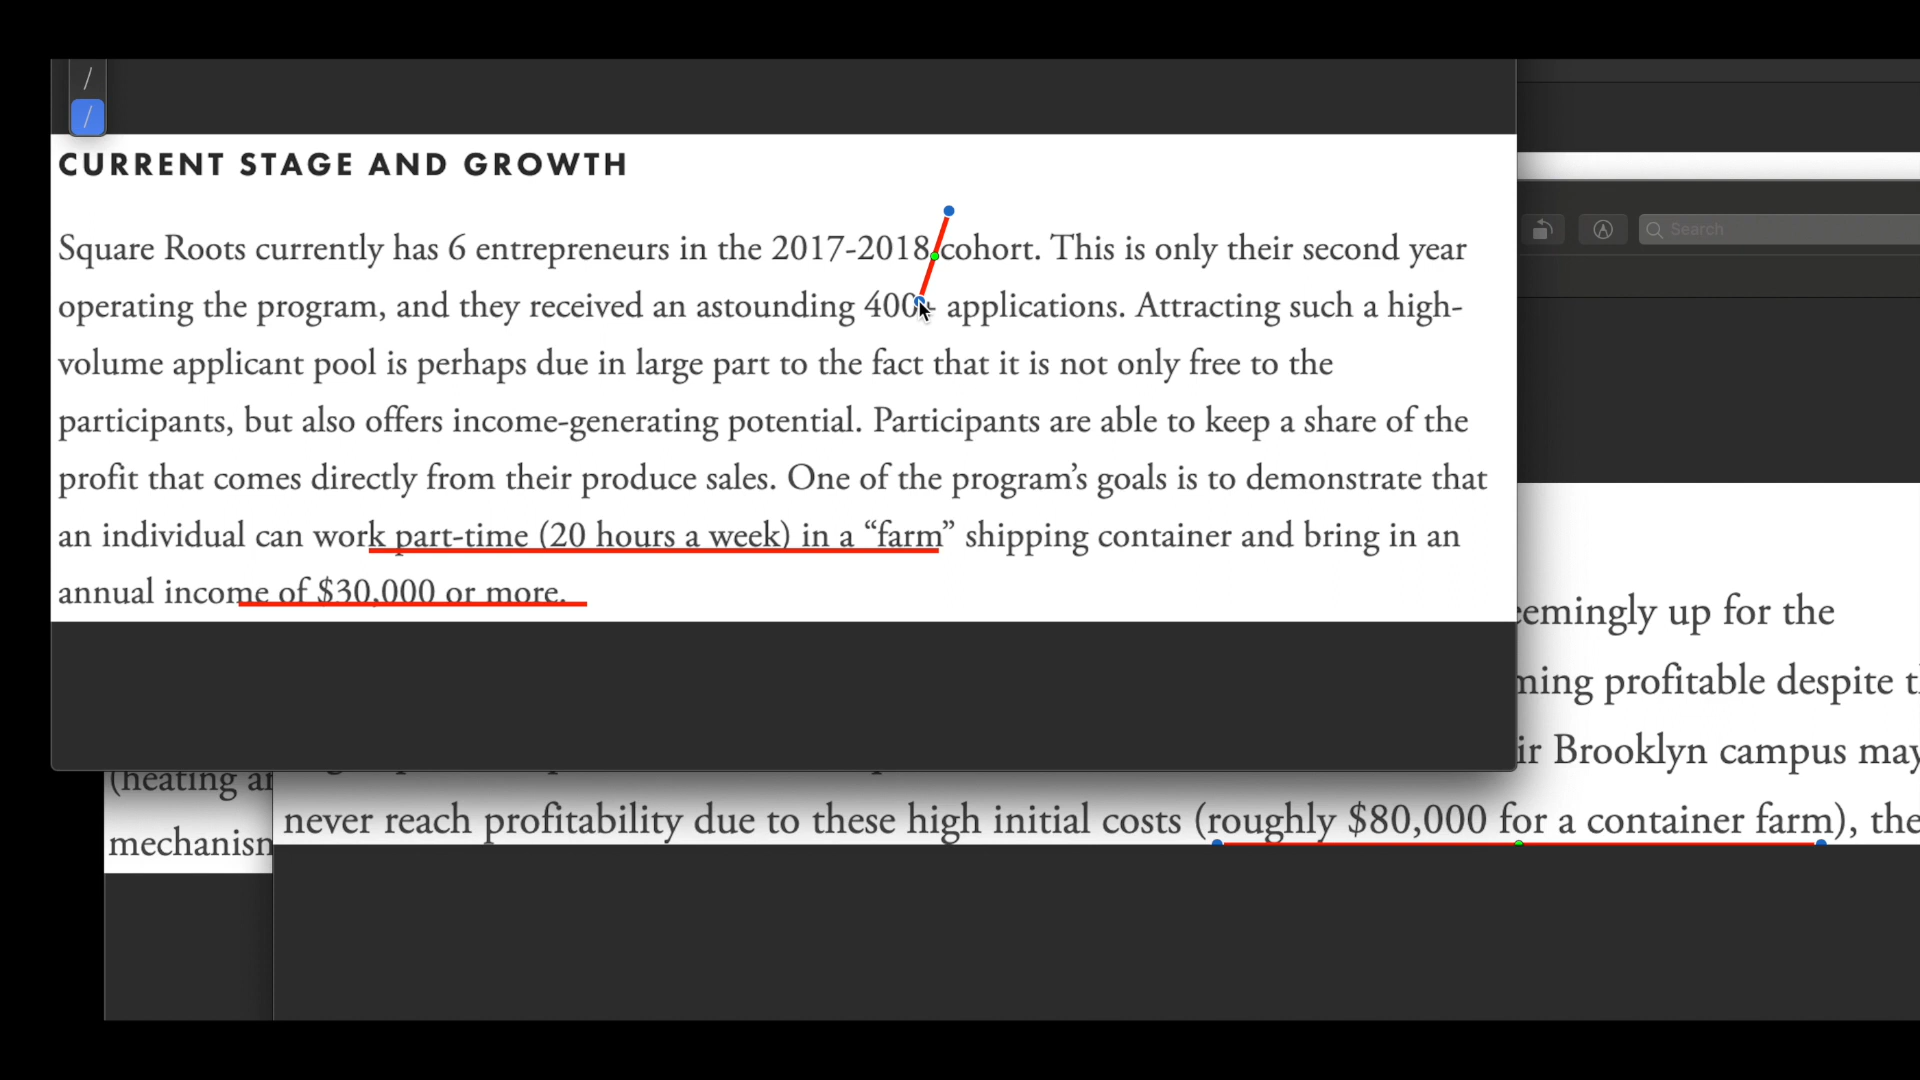 /
/
CURRENT STAGE AND GROWTH
Square Roots currently has 6 entrepreneurs in the 2017-2018 cohort. This is only their second year
operating the program, and they received an astounding 400+ applications. Attracting such a high-
volume applicant pool is perhaps due in large part to the fact that it is not only free to the
participants, but also offers income-generating potential. Participants are able to keep a share of the
profit that comes directly from their produce sales. One of the program’s goals is to demonstrate that
an individual can work part-time (20 hours a week) in a “farm” shipping container and bring in an
annual income of $30,000 or more.
Search
up for the
profitable despite
Brooklyn campus may
(heating
never reach profitability due to these high initial costs (roughly $80,000 for a container farm), the